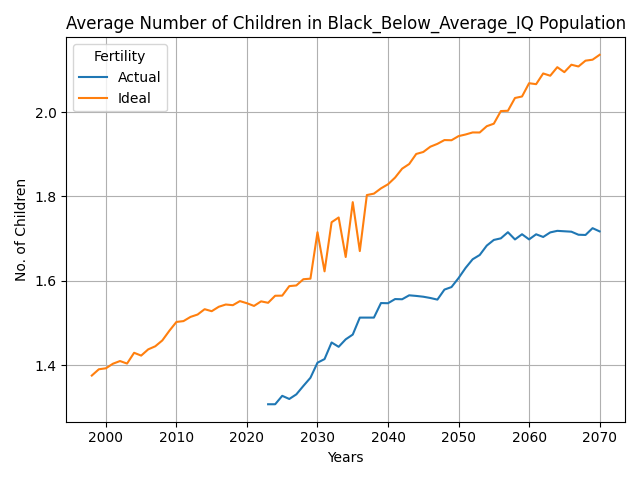 Average Number of Children in Black_Below_Average_IQ Population
Fertility
Actual
Ideal
No. of Children
2.0
1.8
1.6
1.4
2000 2010 2020 2030 2040 2050 2060 2070
Years